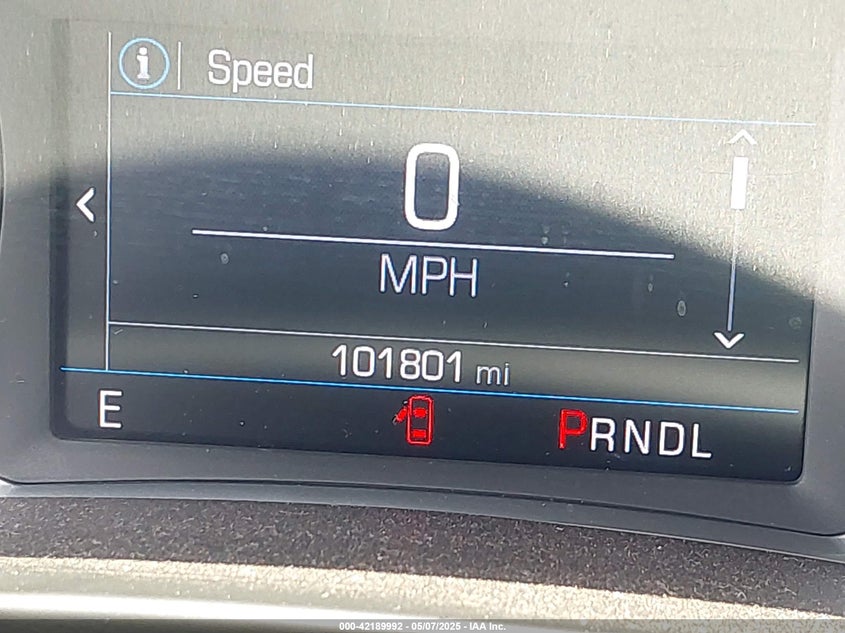 i Speed
0
MPH
101801 mi
E PRNDL
000-42189992 - 05/07/2025 - IAA Inc.